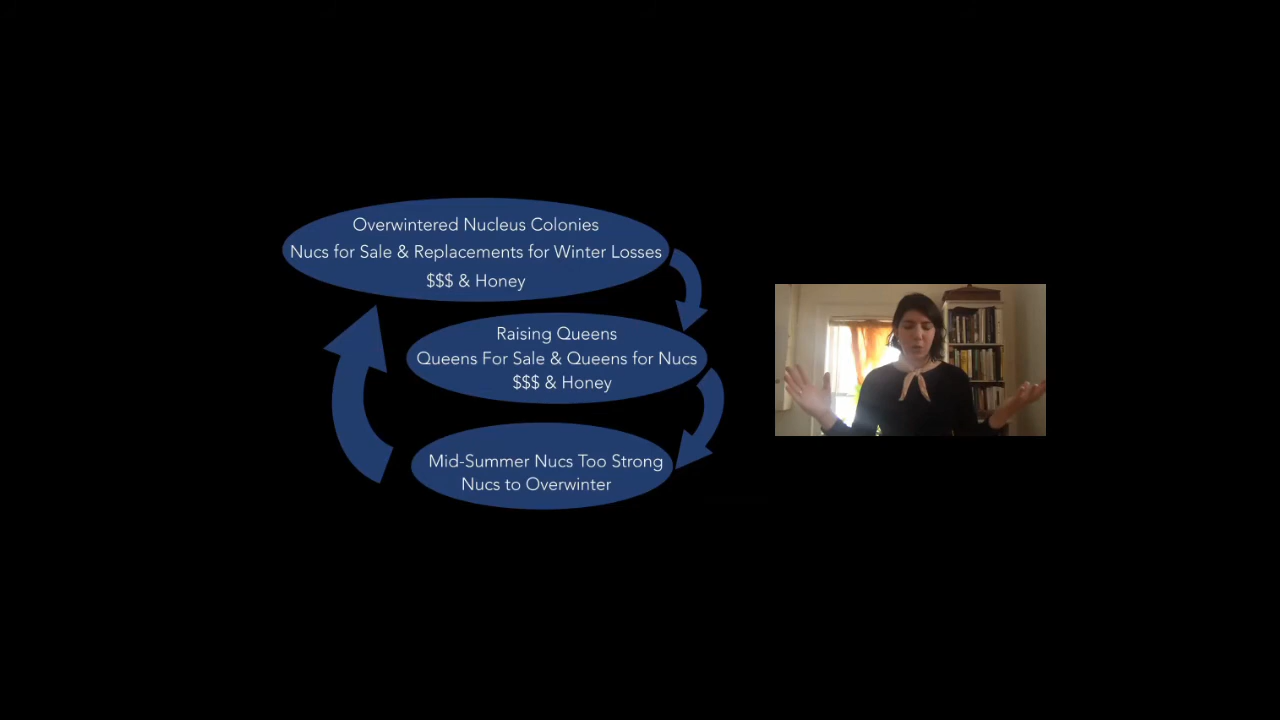 Overwintered Nucleus Colonies
Nucs for Sale & Replacements for Winter Losses
$$$ & Honey
Raising Queens
Queens For Sale & Queens for Nucs
$$$ & Honey
Mid-Summer Nucs Too Strong
Nucs to Overwinter